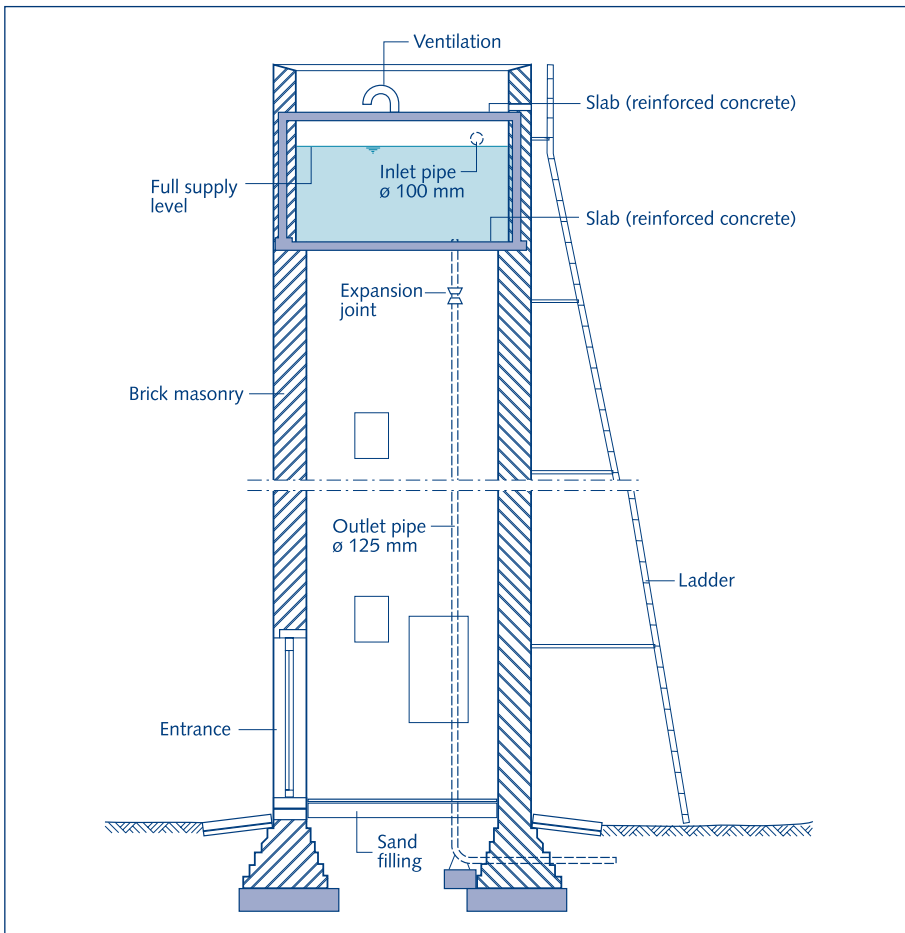 Ventilation
Slab (reinforced concrete)
Inlet pipe
ø 100 mm
Full supply
level
Slab (reinforced concrete)
Expansion
joint
Brick masonry
Outlet pipe
ø 125 mm
Ladder
Entrance
Sand
filling